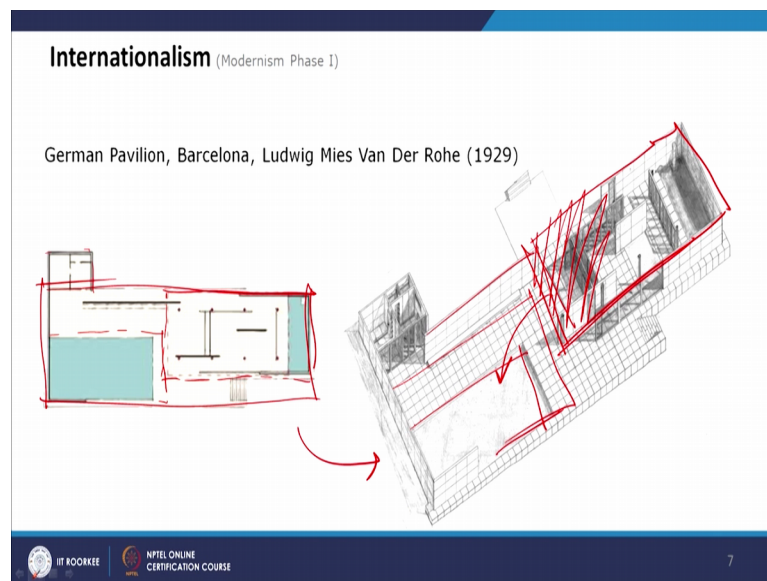 Internationalism (Modernism Phase I)
German Pavilion, Barcelona, Ludwig Mies Van Der Rohe (1929)
IIT ROORKEE
NPTEL ONLINE
CERTIFICATION COURSE
7